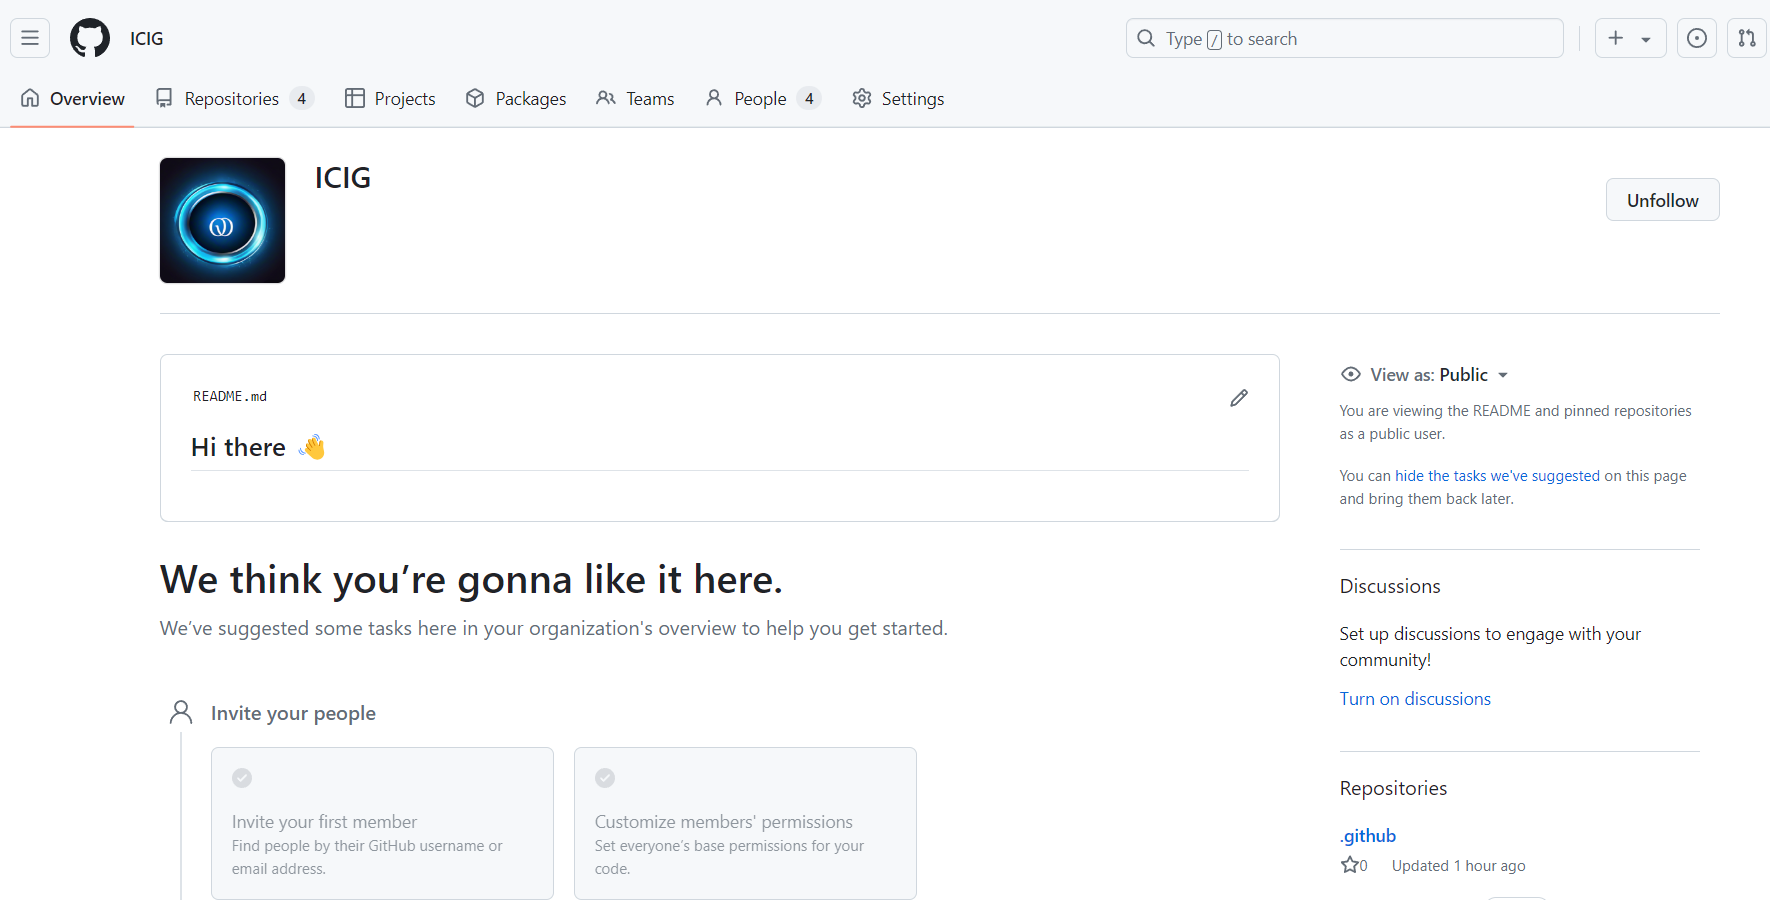 ICIG
Type / to search
Overview
Repositories 4
Projects
Packages
Teams
People 4
Settings
ICIG
Unfollow
README.md
Hi there 👋
We think you’re gonna like it here.
We’ve suggested some tasks here in your organization's overview to help you get started.
Invite your people
Invite your first member
Find people by their GitHub username or
email address.
Customize members' permissions
Set everyone’s base permissions for your
code.
View as: Public
You are viewing the README and pinned repositories
as a public user.
You can hide the tasks we've suggested on this page
and bring them back later.
Discussions
Set up discussions to engage with your
community!
Turn on discussions
Repositories
.github
0 Updated 1 hour ago